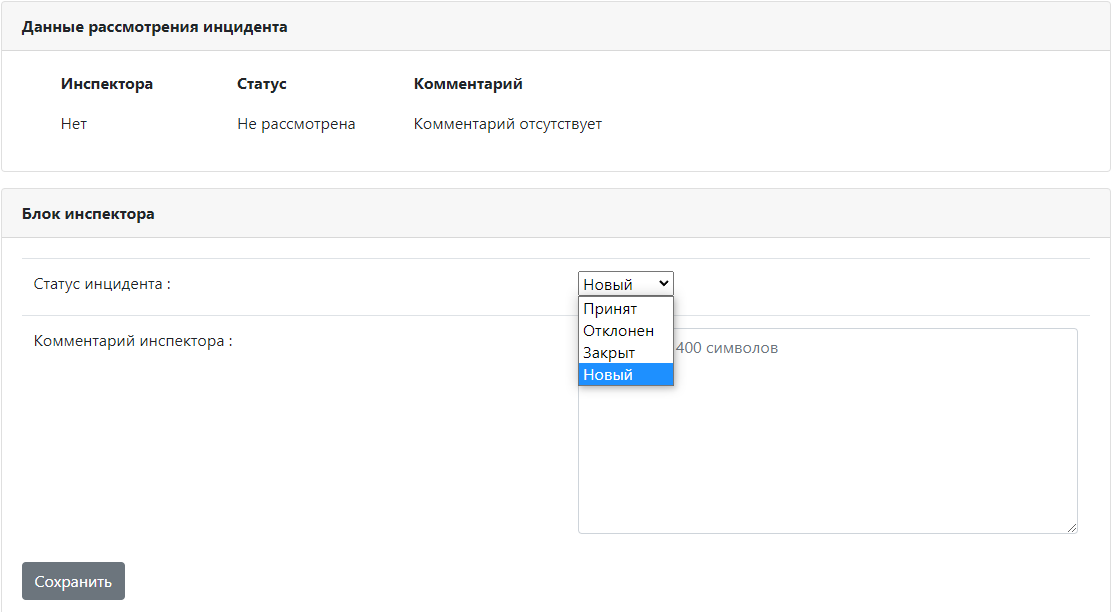 Данные рассмотрения инцидента
Инспектора Статус Комментарий
Нет Не рассмотрена Комментарий отсутствует
Блок инспектора
Статус инцидента : Новый
Принят
Отклонен
Закрыт
Новый
Комментарий инспектора : 400 символов
Сохранить